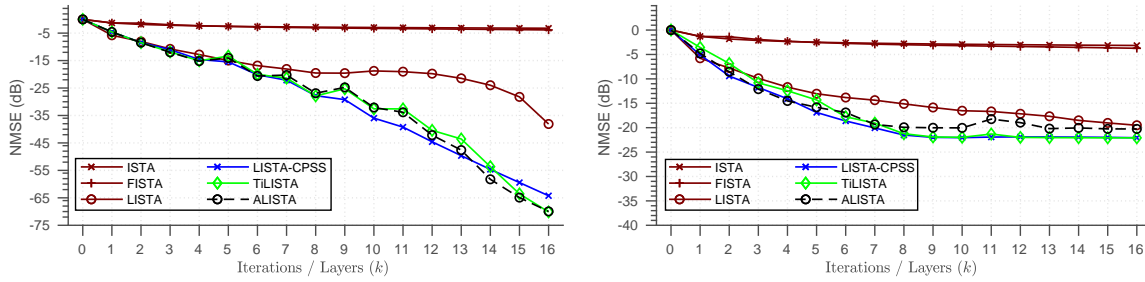 NMSE (dB)
-5
-15
-25
-35
-45
-55
-65
-75
ISTA
FISTA
LISTA
LISTA-CPSS
TiLISTA
ALISTA
0 1 2 3 4 5 6 7 8 9 10 11 12 13 14 15 16
Iterations / Layers (k)
NMSE (dB)
0
-5
-10
-15
-20
-25
-30
-35
-40
ISTA
FISTA
LISTA
LISTA-CPSS
TiLISTA
ALISTA
0 1 2 3 4 5 6 7 8 9 10 11 12 13 14 15 16
Iterations / Layers (k)